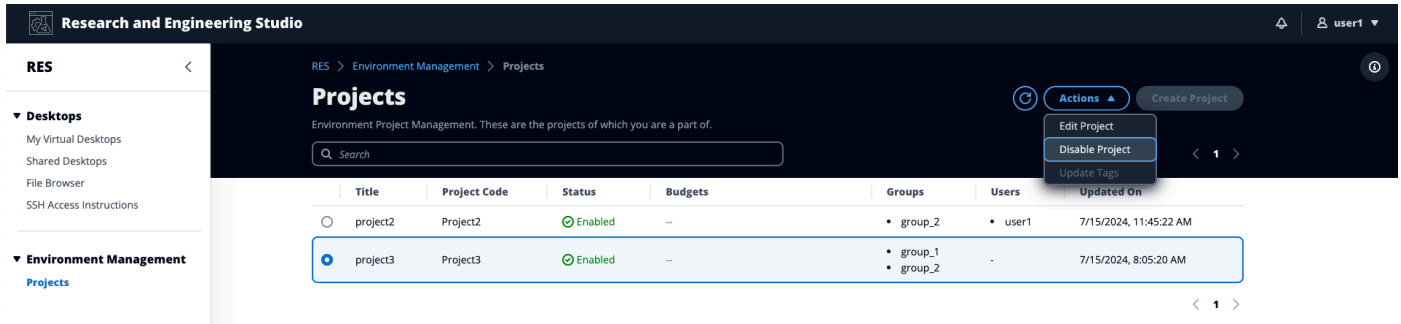 Research and Engineering Studio
user1
RES
Desktops
My Virtual Desktops
Shared Desktops
File Browser
SSH Access Instructions
Environment Management
Projects
RES > Environment Management > Projects
Projects
Environment Project Management. These are the projects of which you are a part of.
Search
Actions
Create Project
Edit Project
Disable Project
Update Tags
< 1 >
Title Project Code Status Budgets Groups Users Updated On
project2 Project2 Enabled -- • group_2 • user1 7/15/2024, 11:45:22 AM
project3 Project3 Enabled -- • group_1 - 7/15/2024, 8:05:20 AM
• group_2
< 1 >